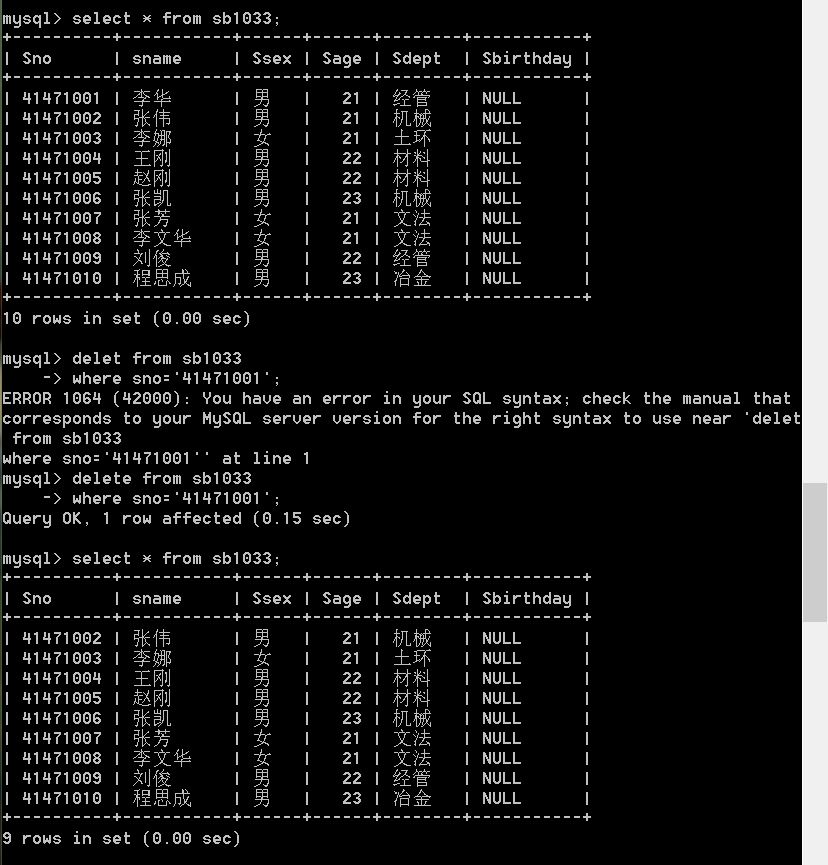 mysql> select * from sb1033;
+----------+-----------+------+------+-------+-----------+
| Sno      | sname     | Ssex | Sage | Sdept  | Sbirthday |
+----------+-----------+------+------+-------+-----------+
| 41471001 | 李华 | 男 | 21 | 经管 | NULL |
| 41471002 | 张伟 | 男 | 21 | 机械 | NULL |
| 41471003 | 李娜 | 女 | 21 | 土环 | NULL |
| 41471004 | 王刚 | 男 | 22 | 材料 | NULL |
| 41471005 | 赵刚 | 男 | 22 | 材料 | NULL |
| 41471006 | 张凯 | 男 | 23 | 机械 | NULL |
| 41471007 | 张芳 | 女 | 21 | 文法 | NULL |
| 41471008 | 李文华 | 女 | 21 | 文法 | NULL |
| 41471009 | 刘俊 | 男 | 22 | 经管 | NULL |
| 41471010 | 程思成 | 男 | 23 | 冶金 | NULL |
+----------+-----------+------+------+-------+-----------+
10 rows in set (0.00 sec)
mysql> delet from sb1033
    -> where sno='41471001';
ERROR 1064 (42000): You have an error in your SQL syntax; check the manual that
corresponds to your MySQL server version for the right syntax to use near 'delet
 from sb1033
where sno='41471001'' at line 1
mysql> delete from sb1033
    -> where sno='41471001';
Query OK, 1 row affected (0.15 sec)
mysql> select * from sb1033;
+----------+-----------+------+------+-------+-----------+
| Sno      | sname     | Ssex | Sage | Sdept  | Sbirthday |
+----------+-----------+------+------+-------+-----------+
| 41471002 | 张伟 | 男 | 21 | 机械 | NULL |
| 41471003 | 李娜 | 女 | 21 | 土环 | NULL |
| 41471004 | 王刚 | 男 | 22 | 材料 | NULL |
| 41471005 | 赵刚 | 男 | 22 | 材料 | NULL |
| 41471006 | 张凯 | 男 | 23 | 机械 | NULL |
| 41471007 | 张芳 | 女 | 21 | 文法 | NULL |
| 41471008 | 李文华 | 女 | 21 | 文法 | NULL |
| 41471009 | 刘俊 | 男 | 22 | 经管 | NULL |
| 41471010 | 程思成 | 男 | 23 | 冶金 | NULL |
+----------+-----------+------+------+-------+-----------+
9 rows in set (0.00 sec)